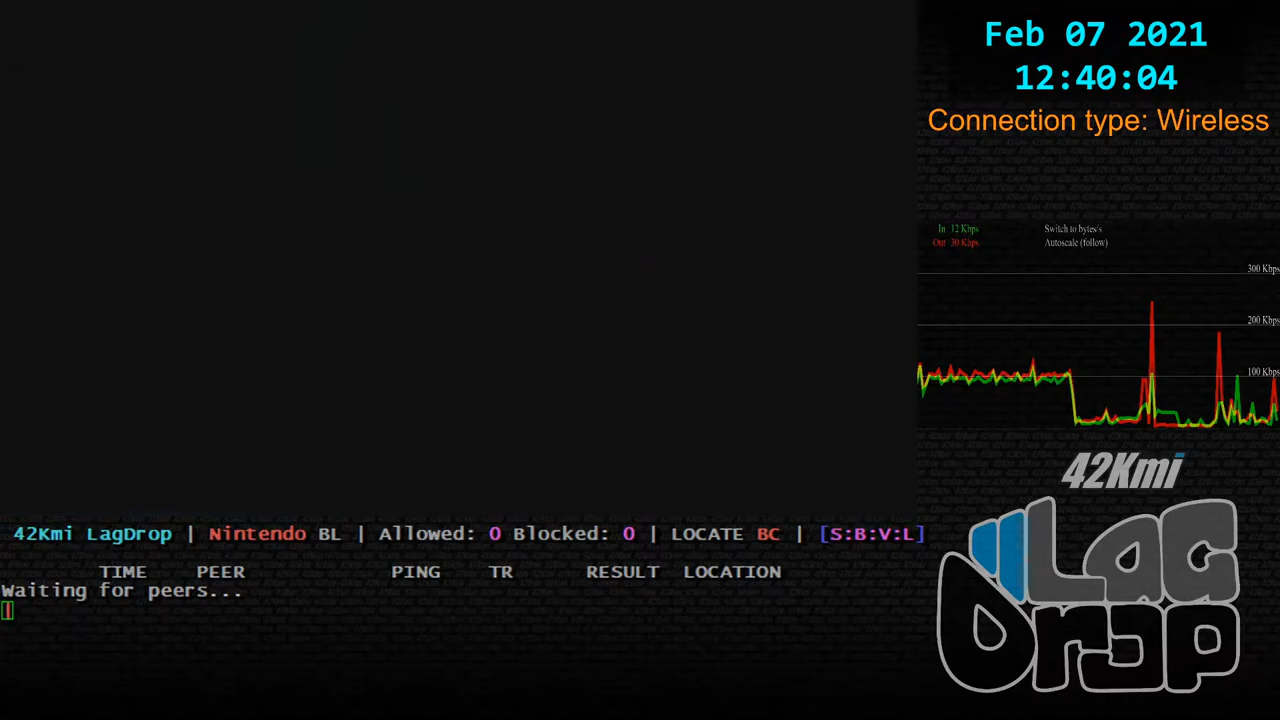 Feb 07 2021
12:40:04
Connection type: Wireless
In 12 Kbps
Out 30 Kbps
Switch to bytes/s
Autoscale (follow)
300 Kbps
200 Kbps
100 Kbps
42Kmi
LagDrop
42Kmi LagDrop | Nintendo BL | Allowed: 0 Blocked: 0 | LOCATE BC | [S:B:V:L]
TIME PEER PING TR RESULT LOCATION
Waiting for peers...